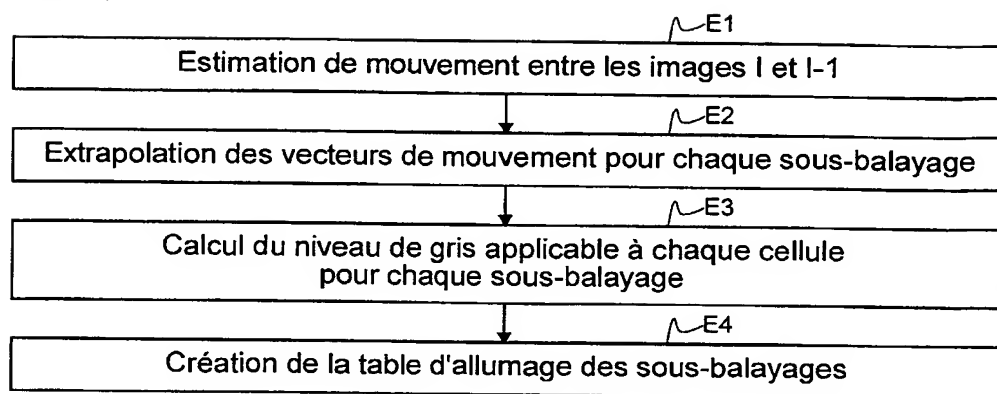 E1
Estimation de mouvement entre les images I et I-1
E2
Extrapolation des vecteurs de mouvement pour chaque sous-balayage
E3
Calcul du niveau de gris applicable à chaque cellule
pour chaque sous-balayage
E4
Création de la table d'allumage des sous-balayages